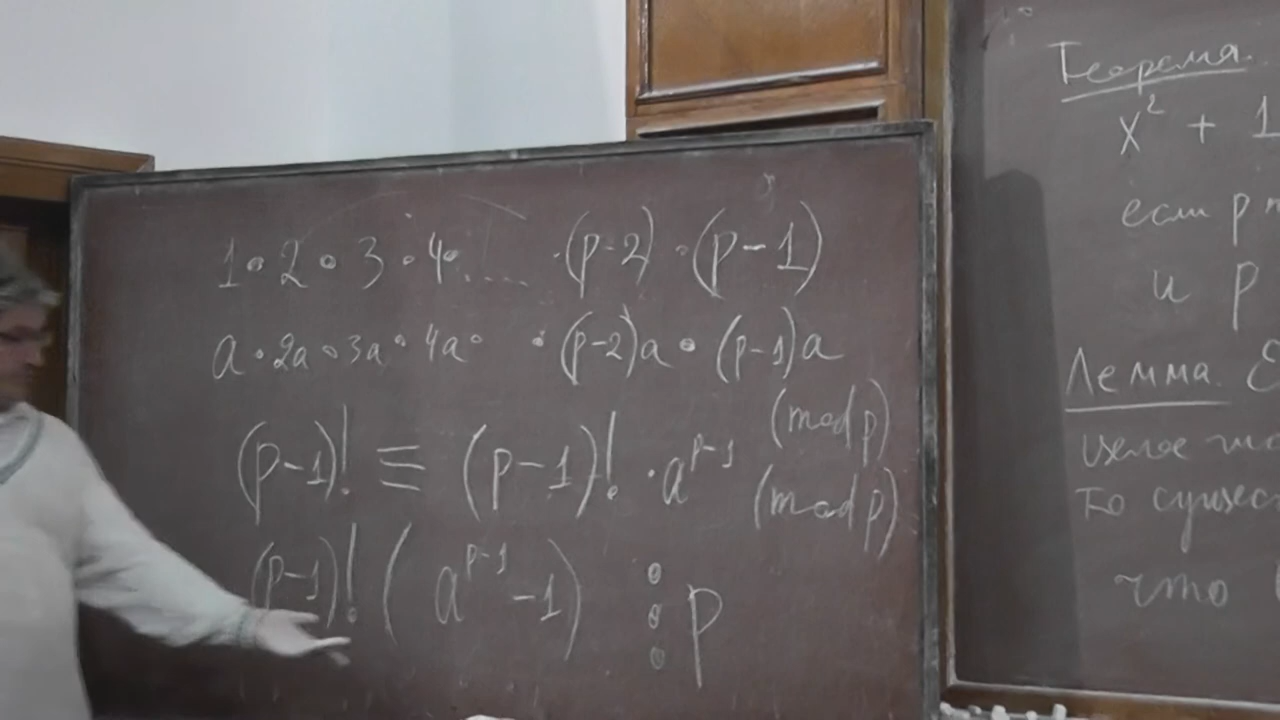 1 · 2 · 3 · 4 · .... · (p-2) · (p-1)
a · 2a · 3a · 4a · · (p-2)a · (p-1)a
(p-1)! ≡ (p-1)! · a^{p-1} (mod p)
(mod p)
(p-1)! (a^{p-1} - 1) ⋮ p
Теорема.
x² + 1
если p
и p
Лемма.
целое
то сущес
что